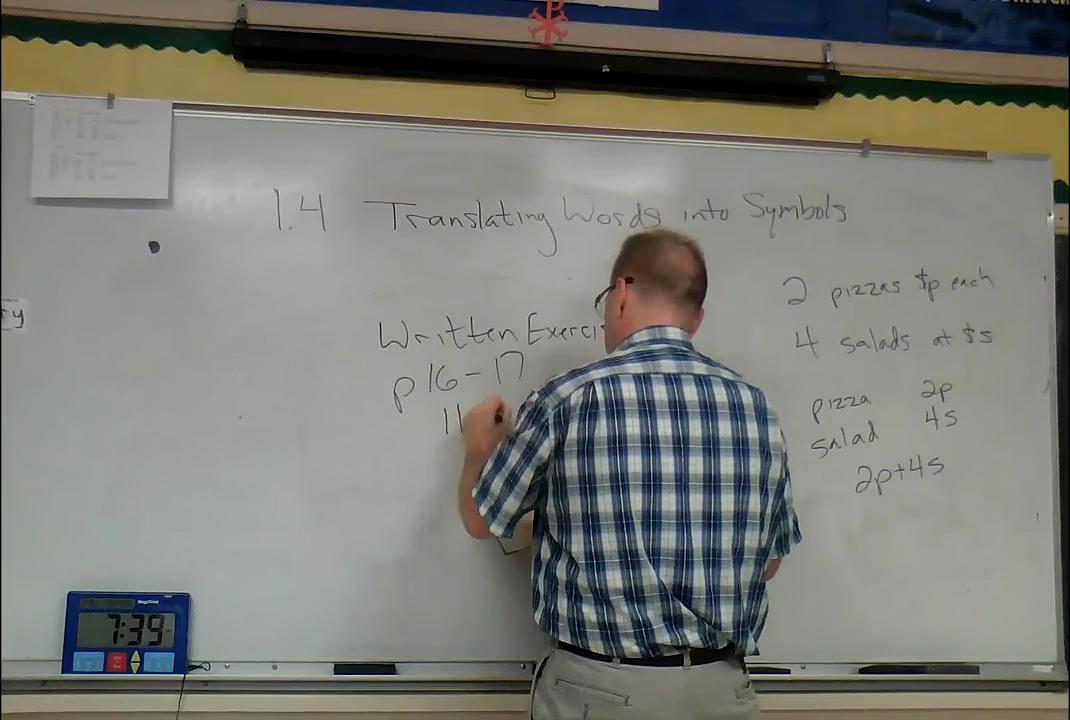 1.4 Translating Words into Symbols
2 pizzas $p each
4 salads at $s
pizza 2p
salad 4s
2p+4s
Written
p 16-17
11
7:39